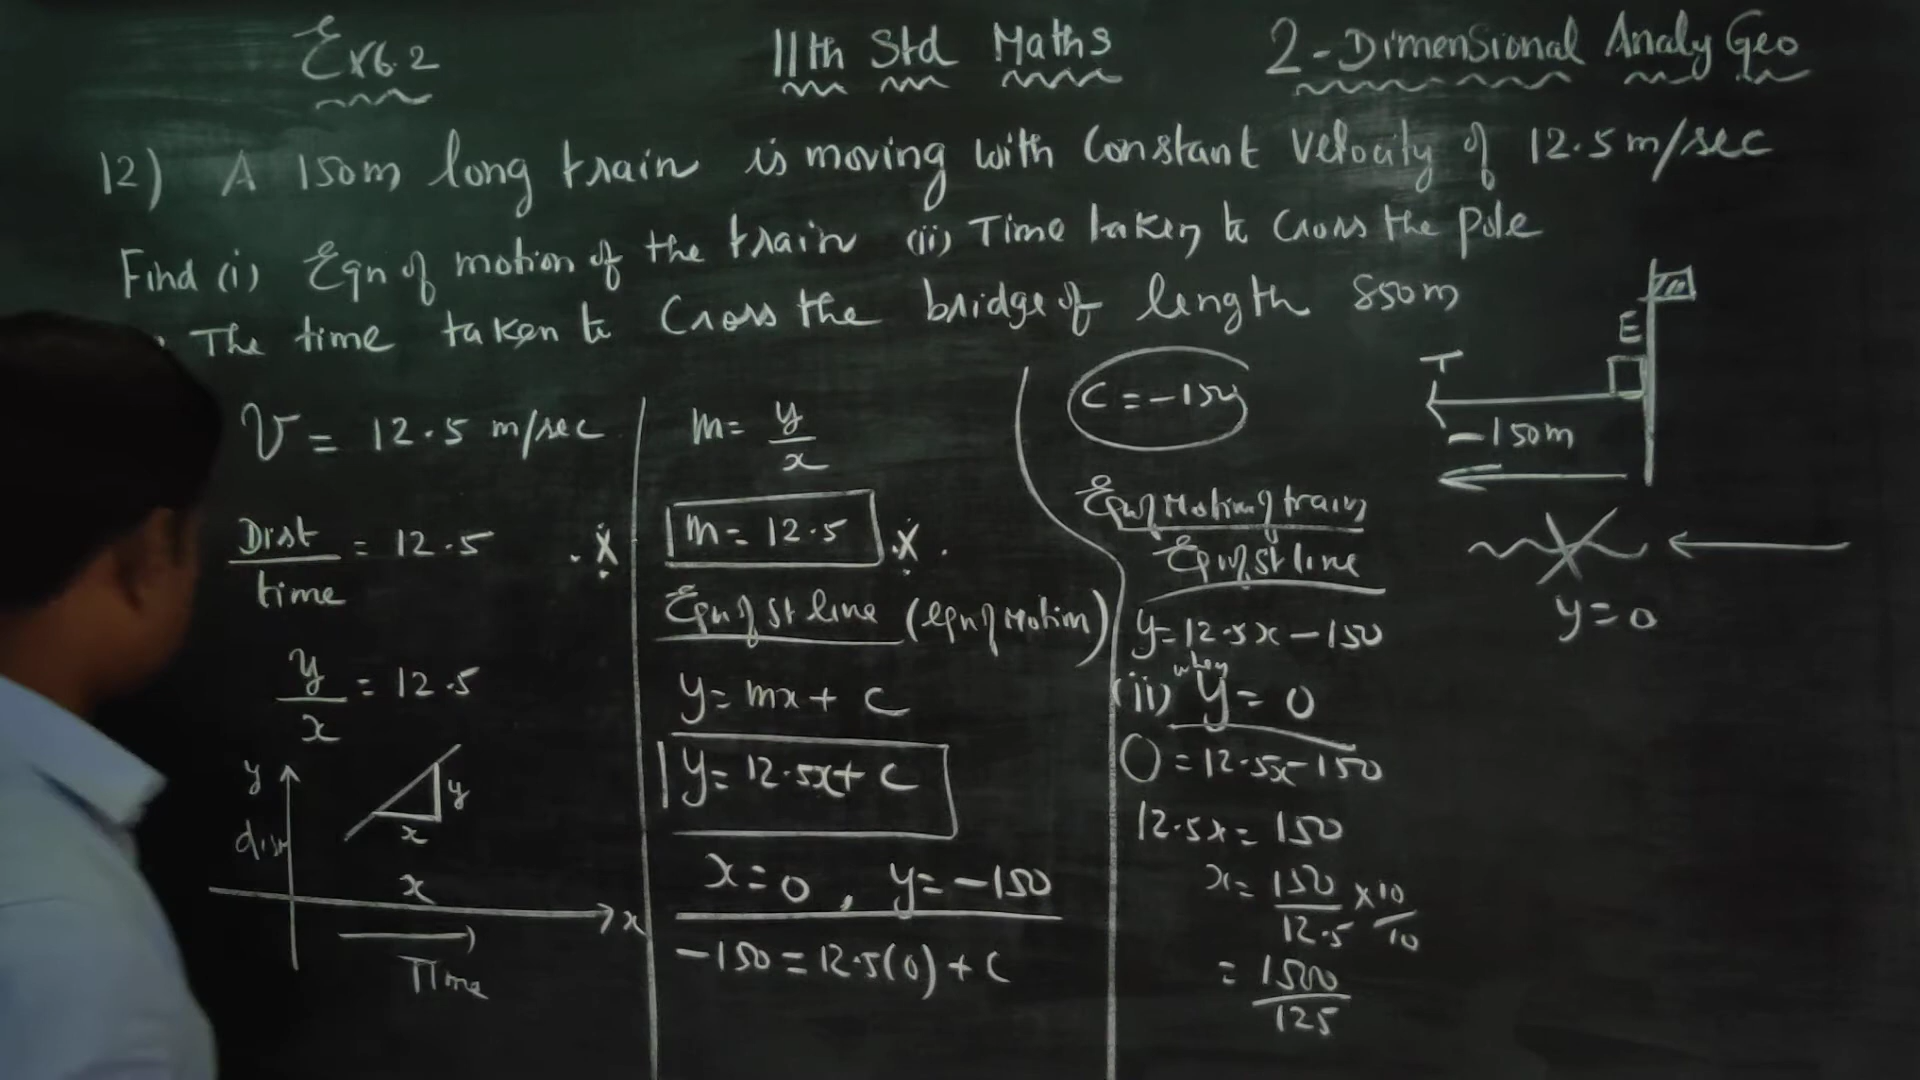 Ex 6.2
11th Std Maths
2-Dimensional Analy Geo
12) A 150m long train is moving with Constant Velocity of 12.5 m/sec
Find (i) Eqn of motion of the train (ii) Time taken to Cross the pole
The time taken to Cross the bridge of length 850m
V = 12.5 m/sec
Dist/time = 12.5
y/x = 12.5
y
dis
y
x
x
x
Time
m = y/x
m = 12.5
Eqn of St line (Eqn of Motion)
y = mx + c
y = 12.5x + c
x = 0, y = -150
-150 = 12.5(0) + c
c = -150
Eqn of Motion of train
Eqn of St line
y = 12.5x - 150
(ii) when y = 0
0 = 12.5x - 150
12.5x = 150
x = 150/12.5 × 10/10
= 1500/125
E
T
-150m
y = 0